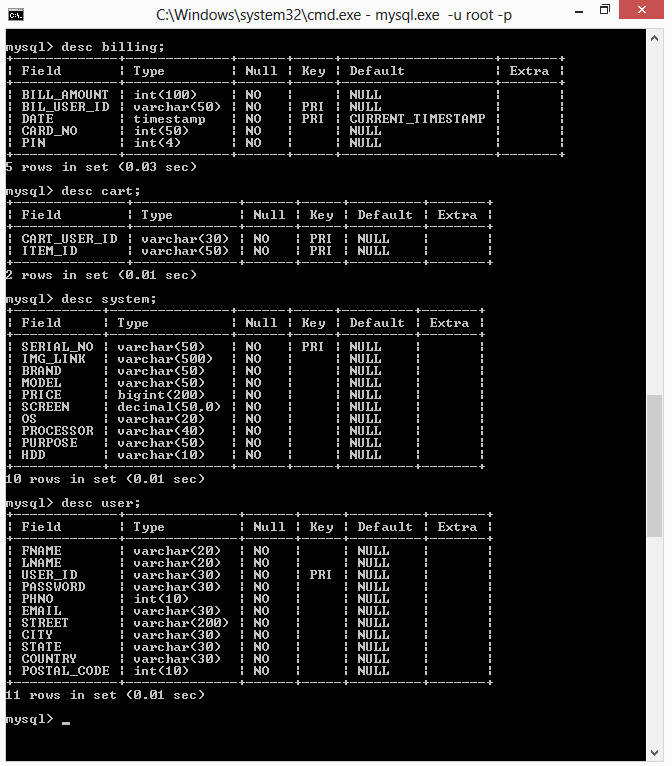 C:\Windows\system32\cmd.exe - mysql.exe -u root -p
mysql> desc billing;
+--------------+-------------+------+-----+-------------------+-------+
| Field | Type | Null | Key | Default | Extra |
+--------------+-------------+------+-----+-------------------+-------+
| BILL_AMOUNT | int(100) | NO | | NULL | |
| BIL_USER_ID | varchar(50) | NO | PRI | NULL | |
| DATE | timestamp | NO | PRI | CURRENT_TIMESTAMP | |
| CARD_NO | int(50) | NO | | NULL | |
| PIN | int(4) | NO | | NULL | |
+--------------+-------------+------+-----+-------------------+-------+
5 rows in set (0.03 sec)
mysql> desc cart;
+--------------+-------------+------+-----+---------+-------+
| Field | Type | Null | Key | Default | Extra |
+--------------+-------------+------+-----+---------+-------+
| CART_USER_ID | varchar(30) | NO | PRI | NULL | |
| ITEM_ID | varchar(50) | NO | PRI | NULL | |
+--------------+-------------+------+-----+---------+-------+
2 rows in set (0.01 sec)
mysql> desc system;
+-----------+---------------+------+-----+---------+-------+
| Field | Type | Null | Key | Default | Extra |
+-----------+---------------+------+-----+---------+-------+
| SERIAL_NO | varchar(50) | NO | PRI | NULL | |
| IMG_LINK | varchar(500) | NO | | NULL | |
| BRAND | varchar(50) | NO | | NULL | |
| MODEL | varchar(50) | NO | | NULL | |
| PRICE | bigint(200) | NO | | NULL | |
| SCREEN | decimal(50,0) | NO | | NULL | |
| OS | varchar(20) | NO | | NULL | |
| PROCESSOR | varchar(40) | NO | | NULL | |
| PURPOSE | varchar(50) | NO | | NULL | |
| HDD | varchar(10) | NO | | NULL | |
+-----------+---------------+------+-----+---------+-------+
10 rows in set (0.01 sec)
mysql> desc user;
+-------------+--------------+------+-----+---------+-------+
| Field | Type | Null | Key | Default | Extra |
+-------------+--------------+------+-----+---------+-------+
| FNAME | varchar(20) | NO | | NULL | |
| LNAME | varchar(20) | NO | | NULL | |
| USER_ID | varchar(30) | NO | PRI | NULL | |
| PASSWORD | varchar(30) | NO | | NULL | |
| PHNO | int(10) | NO | | NULL | |
| EMAIL | varchar(30) | NO | | NULL | |
| STREET | varchar(200) | NO | | NULL | |
| CITY | varchar(30) | NO | | NULL | |
| STATE | varchar(30) | NO | | NULL | |
| COUNTRY | varchar(30) | NO | | NULL | |
| POSTAL_CODE | int(10) | NO | | NULL | |
+-------------+--------------+------+-----+---------+-------+
11 rows in set (0.01 sec)
mysql> _